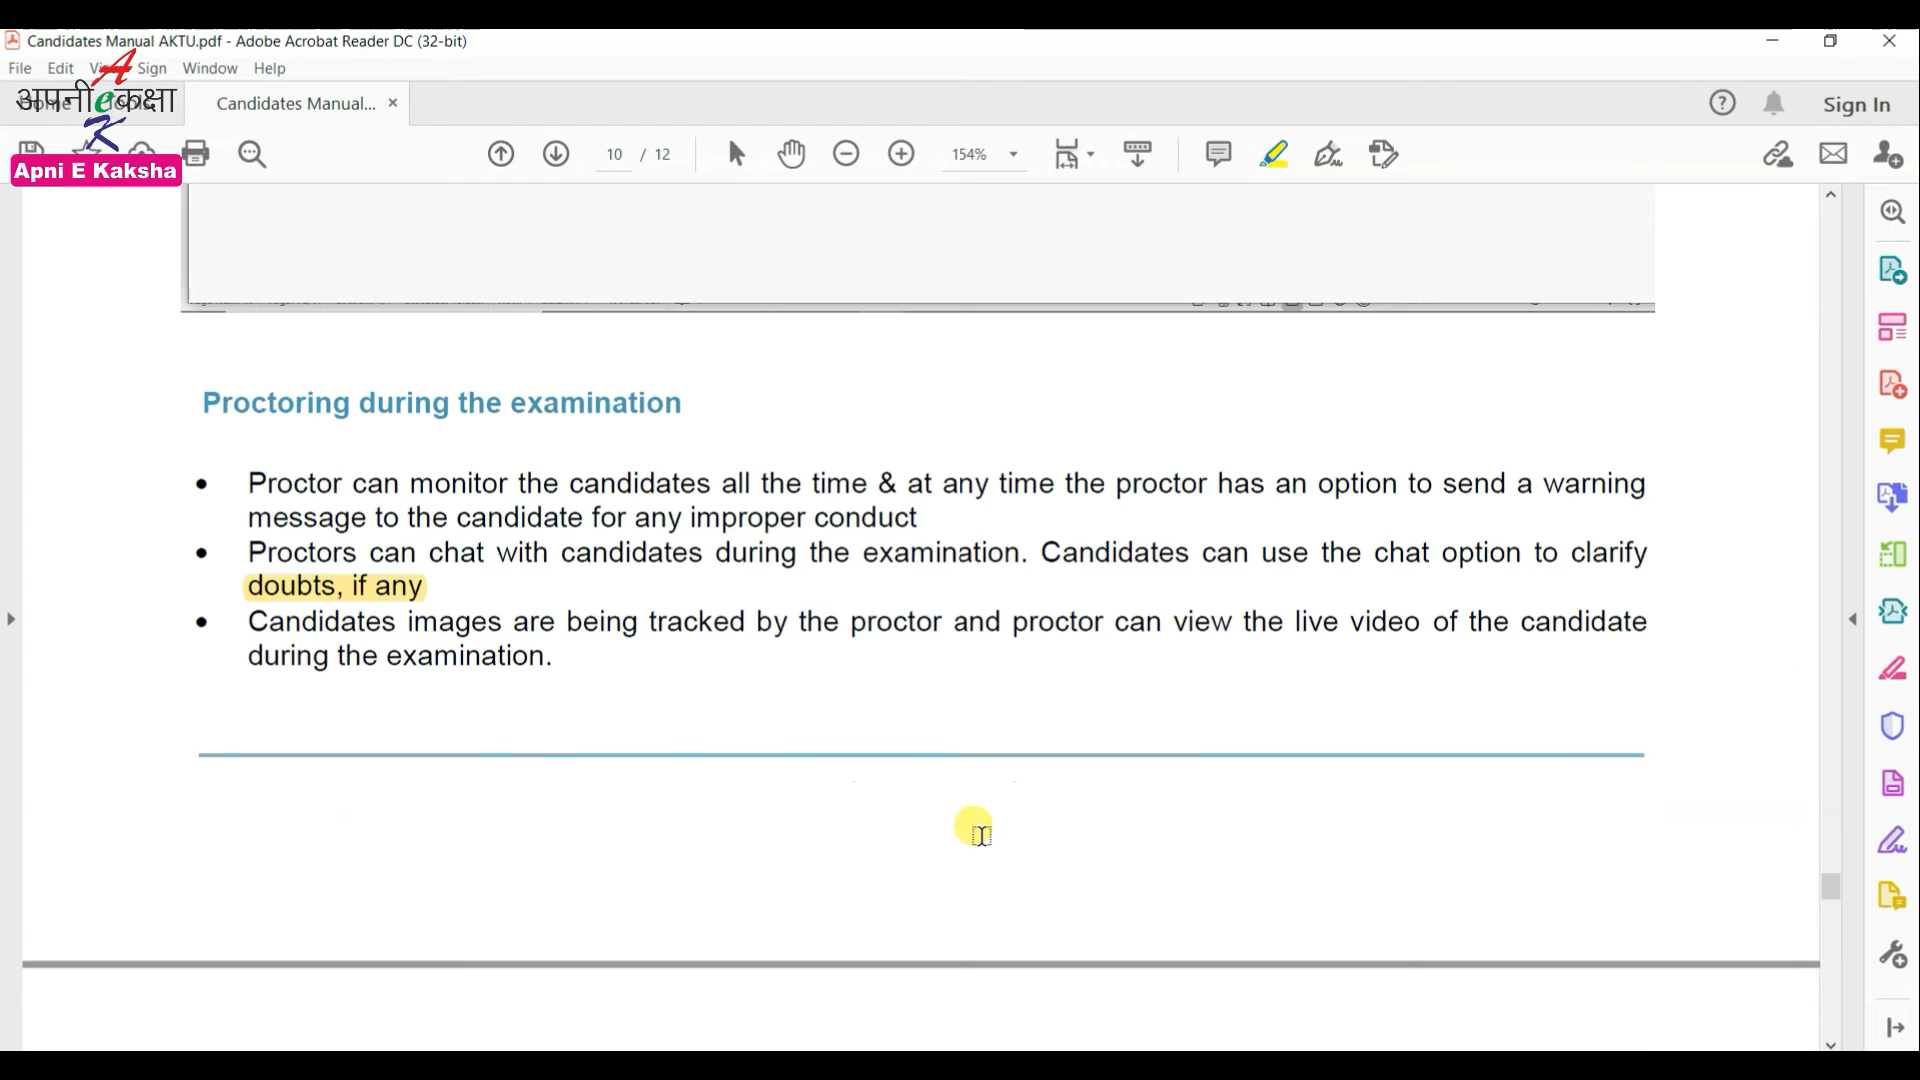 Candidates Manual AKTU.pdf - Adobe Acrobat Reader DC (32-bit)
File Edit Sign Window Help
अपनी e कक्षा
A
K
Apni E Kaksha
Candidates Manual... ×
Sign In
10 / 12
154%
Proctoring during the examination
• Proctor can monitor the candidates all the time & at any time the proctor has an option to send a warning
message to the candidate for any improper conduct
• Proctors can chat with candidates during the examination. Candidates can use the chat option to clarify
doubts, if any
• Candidates images are being tracked by the proctor and proctor can view the live video of the candidate
during the examination.